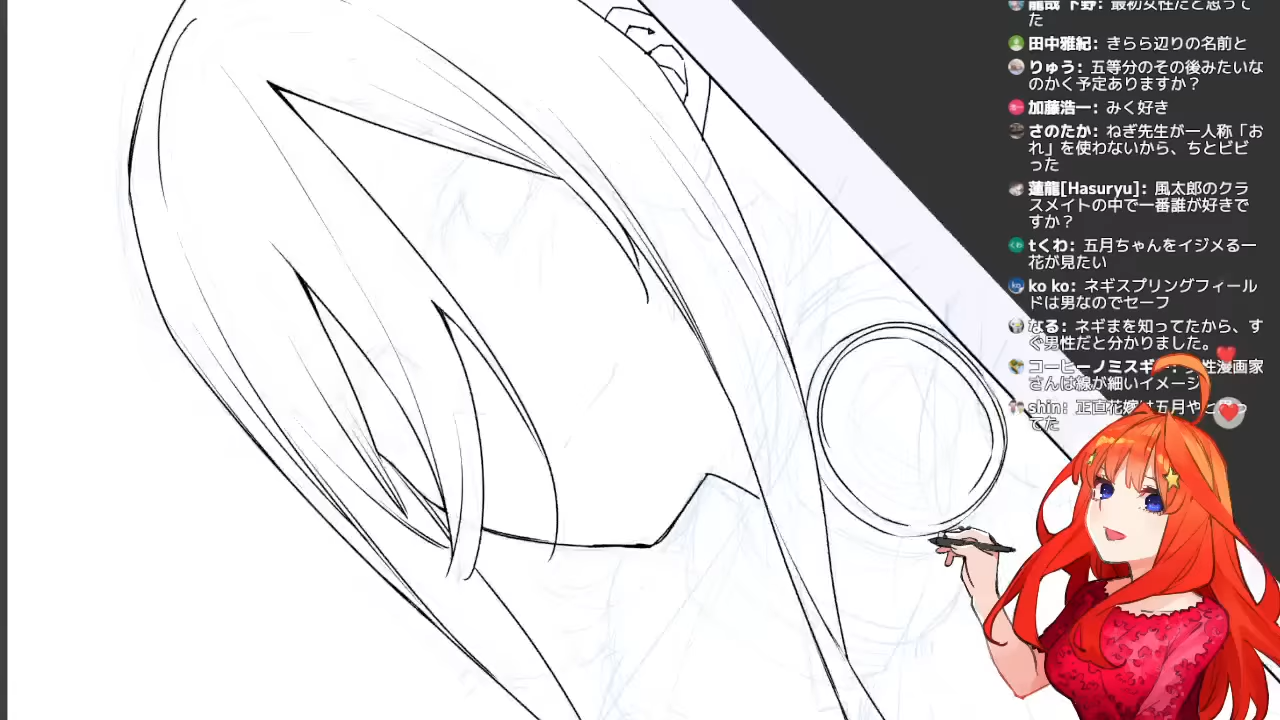 龍哉 下野: 最初女性だと思って
た
田中雅紀: きらら辺りの名前と
りゅう: 五等分のその後みたいな
のかく予定ありますか？
加藤浩一: みく好き
さのたか: ねぎ先生が一人称「お
れ」を使わないから、ちとビビ
った
蓮龍[Hasuryu]: 風太郎のクラ
スメイトの中で一番誰が好きで
すか？
tくわ: 五月ちゃんをイジメる一
花が見たい
ko ko: ネギスプリングフィール
ドは男なのでセーフ
なる: ネギまを知ってたから、す
ぐ男性だと分かりました。
コーヒーノミスギ 性漫画家
さんは線が細いイメージ
shin: 正直花嫁は五月やと
てた